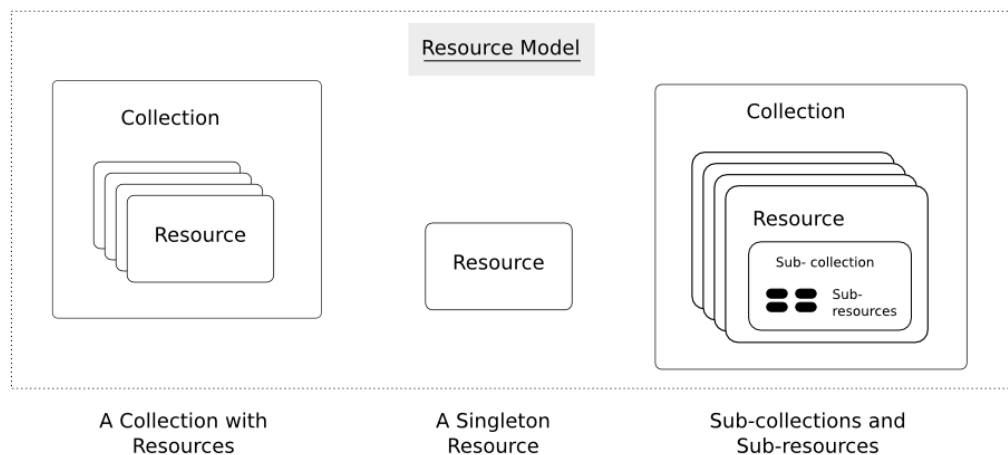 Resource Model
Collection
Resource
Resource
Collection
Resource
Sub- collection
Sub-
resources
A Collection with
Resources
A Singleton
Resource
Sub-collections and
Sub-resources